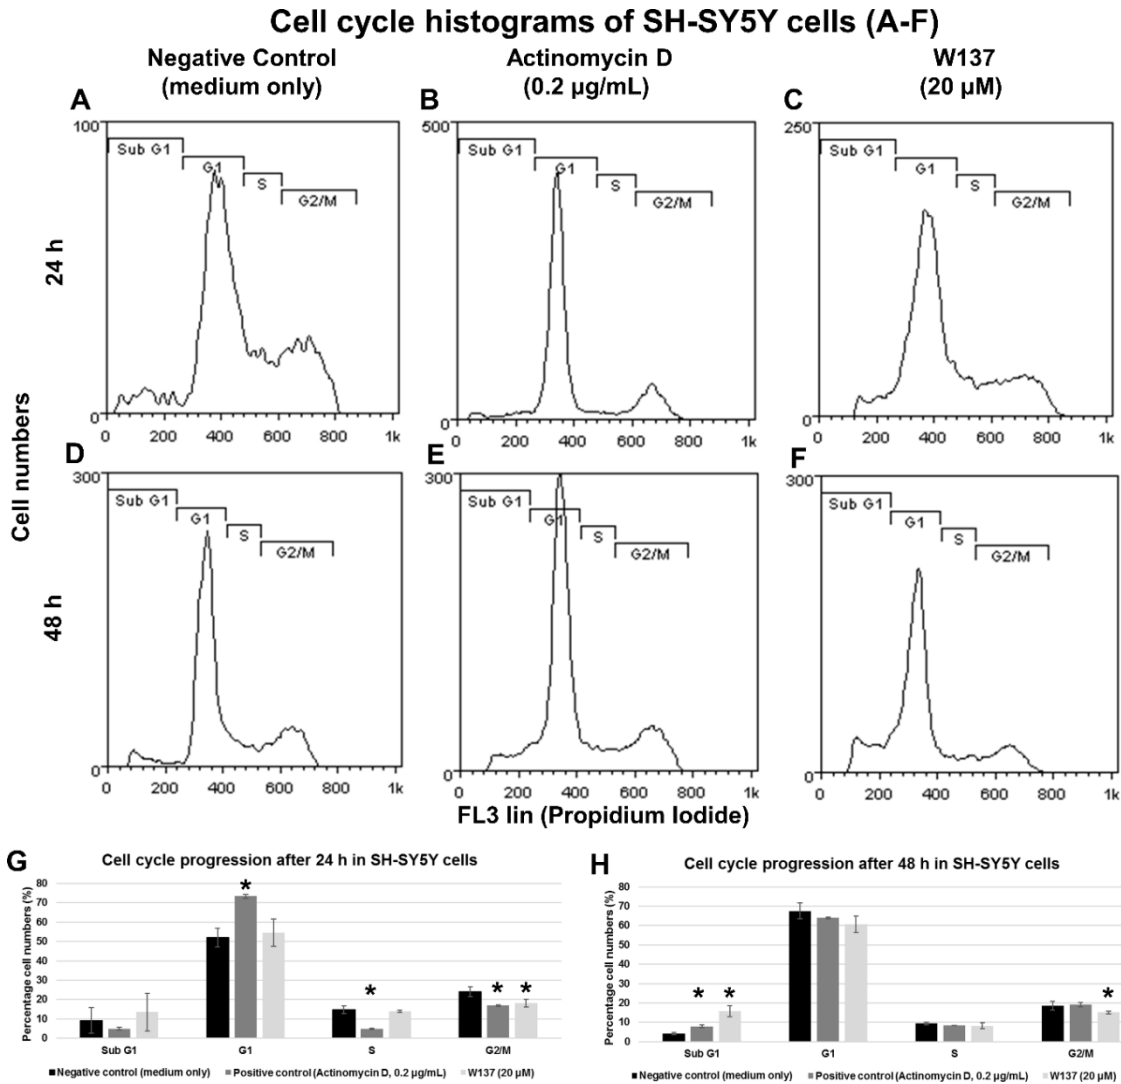 Cell cycle histograms of SH-SY5Y cells (A-F)
Negative Control
(medium only)
Actinomycin D
(0.2 µg/mL)
W137
(20 µM)
24 h
48 h
Cell numbers
A
100
Sub G1
G1
S
G2/M
0
0 200 400 600 800 1k
B
500
Sub G1
G1
S
G2/M
0
0 200 400 600 800 1k
C
250
Sub G1
G1
S
G2/M
0
0 200 400 600 800 1k
D
300
Sub G1
G1
S
G2/M
0
0 200 400 600 800 1k
E
300
Sub G1
G1
S
G2/M
0
0 200 400 600 800 1k
F
300
Sub G1
G1
S
G2/M
0
0 200 400 600 800 1k
FL3 lin (Propidium Iodide)
G
Cell cycle progression after 24 h in SH-SY5Y cells
Percentage cell numbers (%)
80
70
60
50
40
30
20
10
0
*
*
* *
Sub G1 G1 S G2/M
Negative control (medium only) Positive control (Actinomycin D, 0.2 µg/mL) W137 (20 µM)
H
Cell cycle progression after 48 h in SH-SY5Y cells
Percentage cell numbers (%)
80
70
60
50
40
30
20
10
0
* *
*
Sub G1 G1 S G2/M
Negative control (medium only) Positive control (Actinomycin D, 0.2 µg/mL) W137 (20 µM)